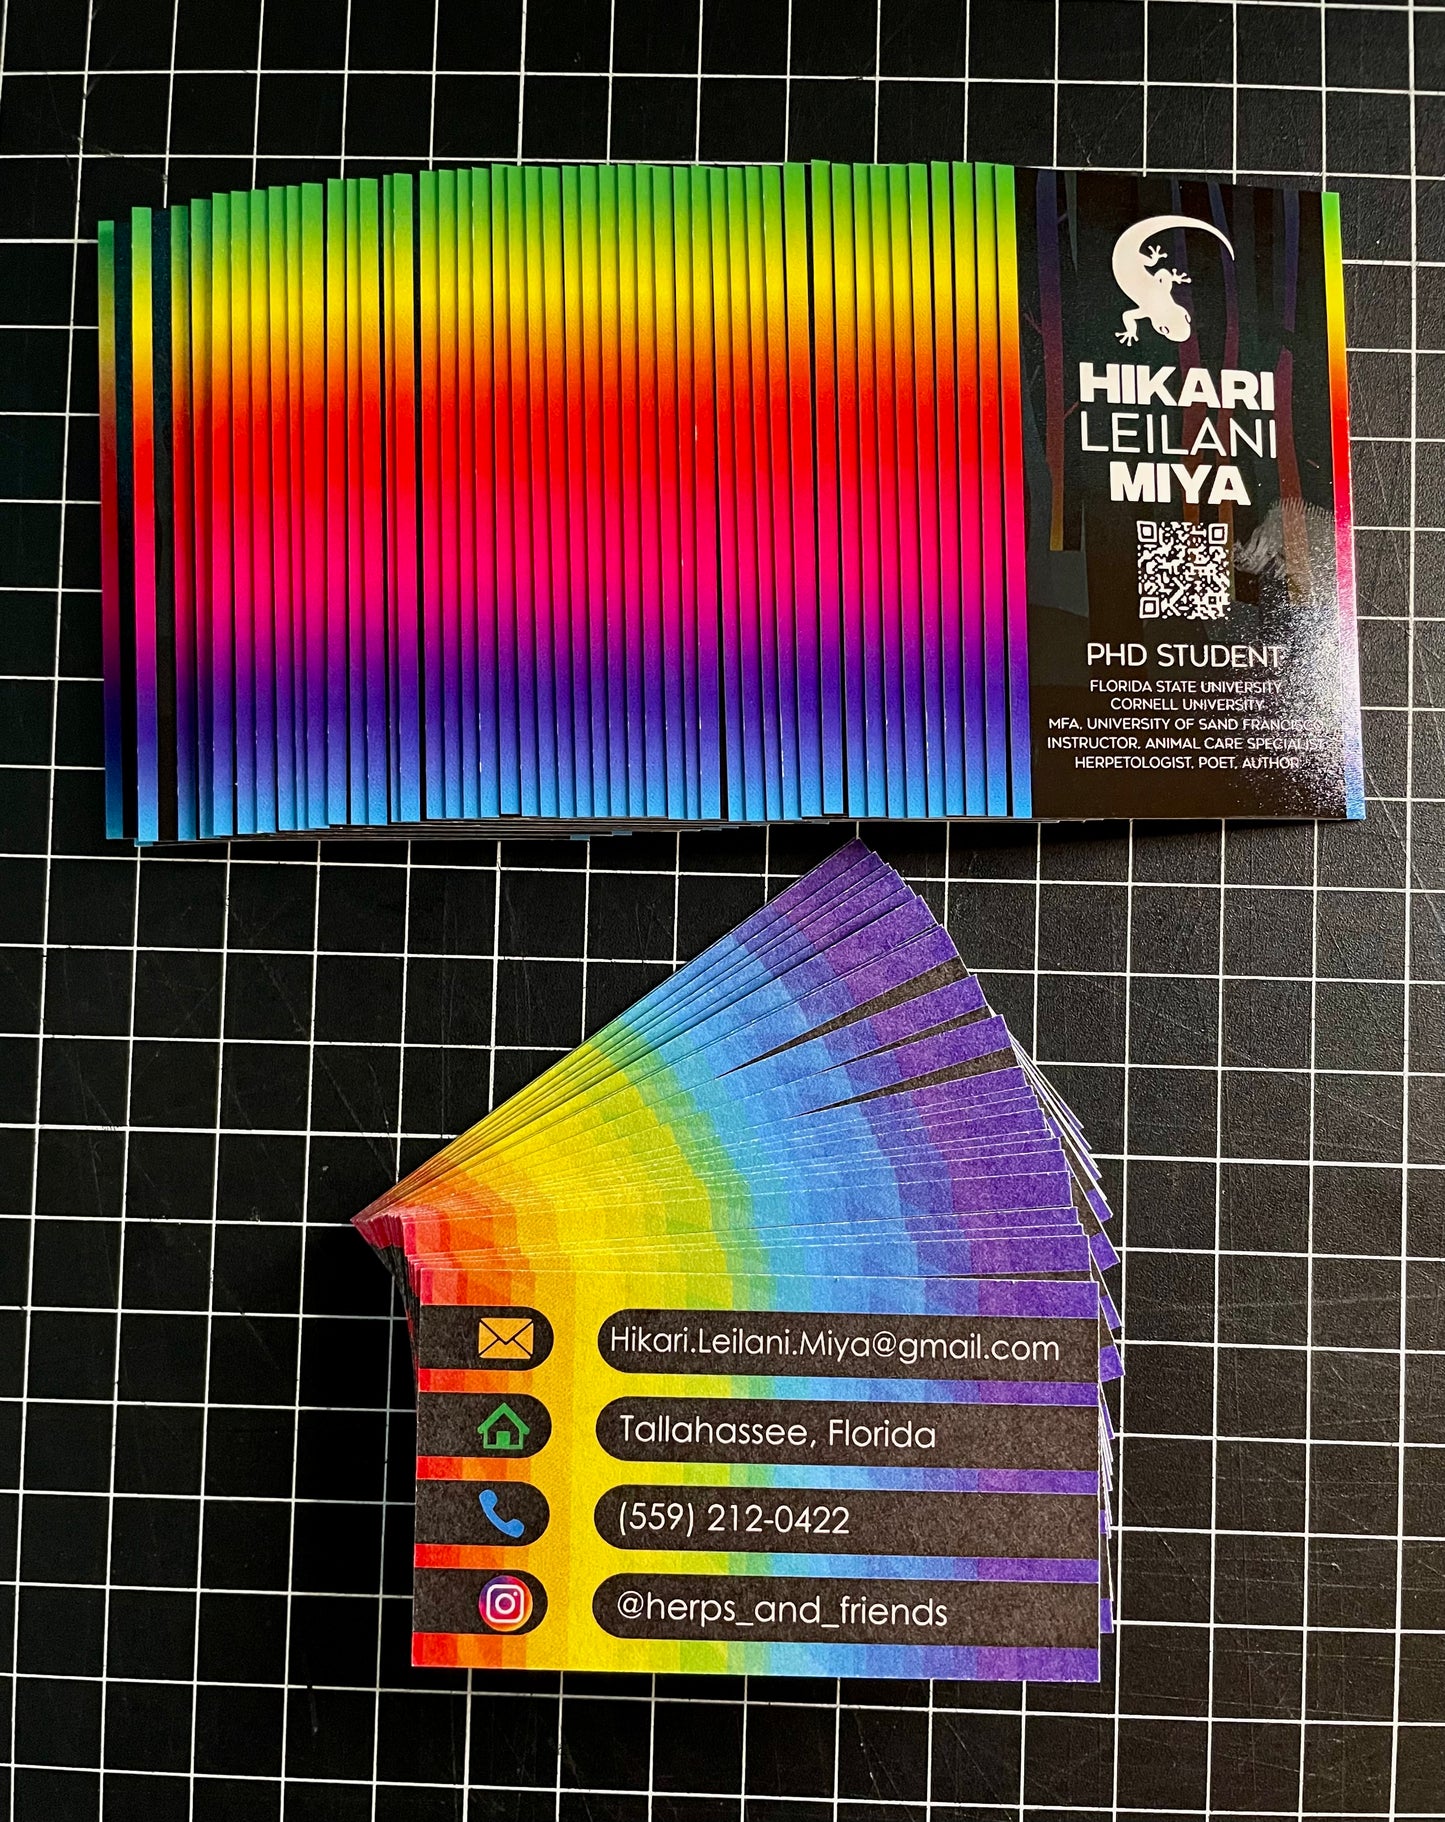 HIKARI
LEILANI
MIYA
PHD STUDENT
FLORIDA STATE UNIVERSITY
CORNELL UNIVERSITY
MFA, UNIVERSITY OF SAND FRANCISCO
INSTRUCTOR, ANIMAL CARE SPECIALIST
HERPETOLOGIST, POET, AUTHOR
Hikari.Leilani.Miya@gmail.com
Tallahassee, Florida
(559) 212-0422
@herps_and_friends